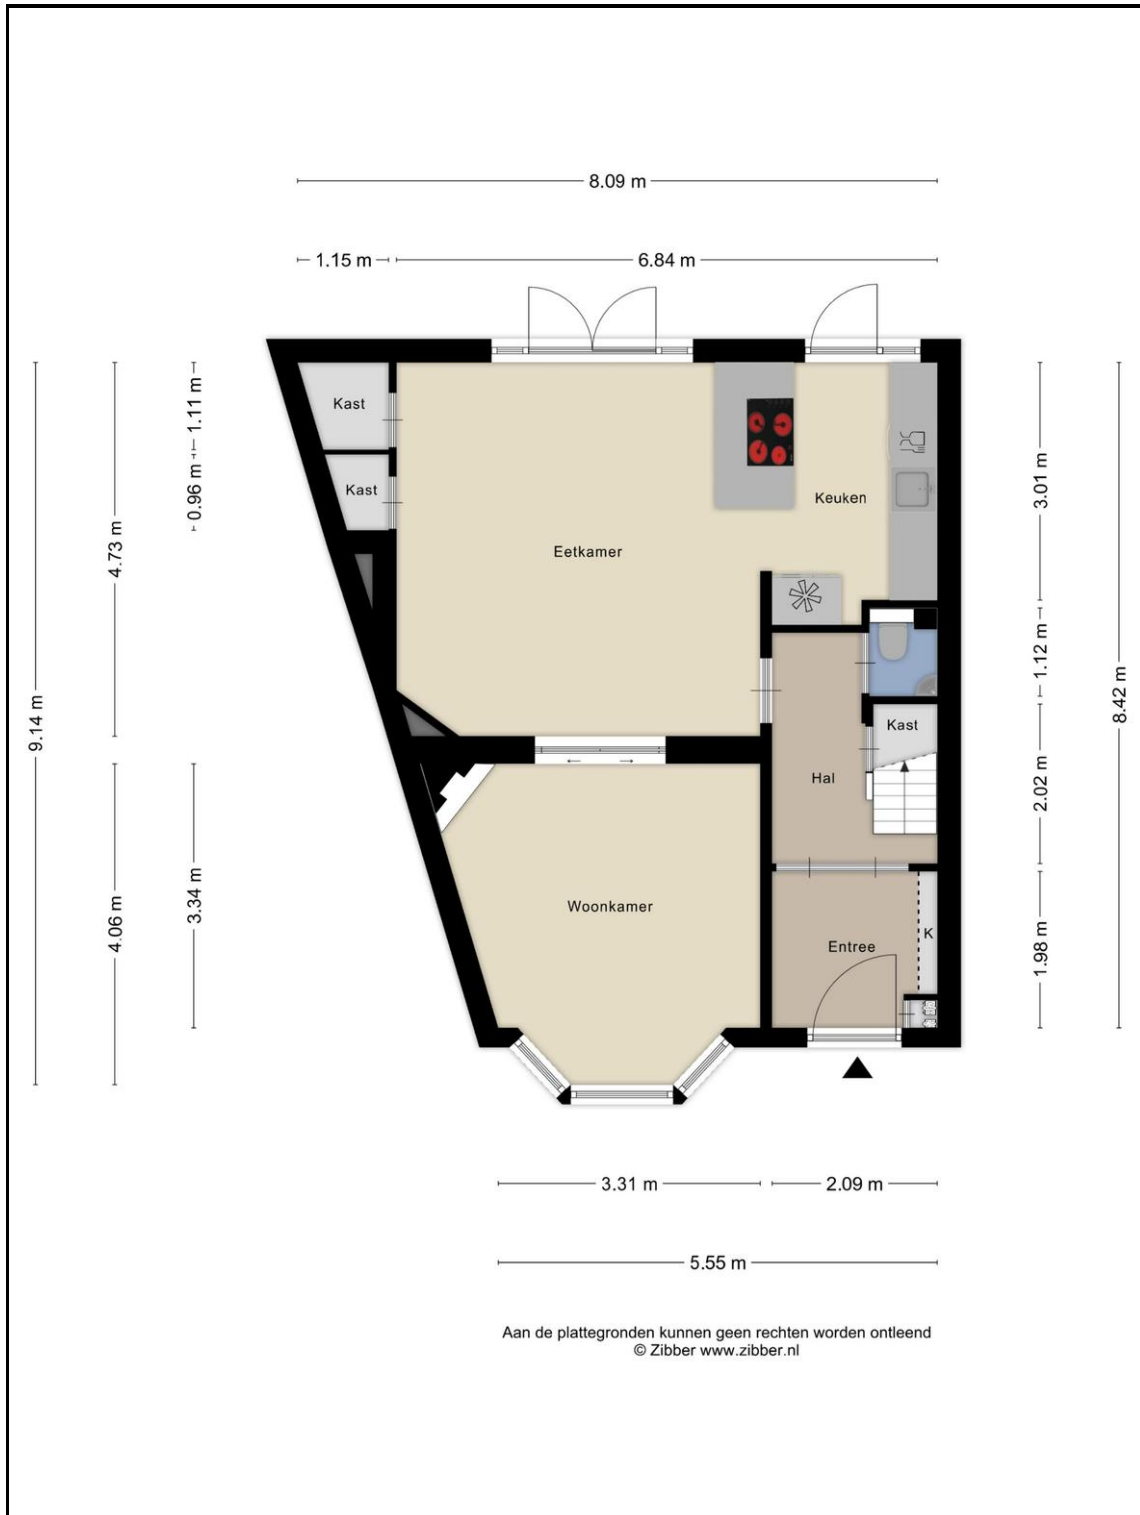 8.09 m
1.15 m
6.84 m
Kast
Kast
Keuken
Eetkamer
Kast
Hal
Woonkamer
Entree
K
9.14 m
4.73 m
4.06 m
1.11 m
0.96 m
3.34 m
3.01 m
1.12 m
2.02 m
1.98 m
8.42 m
3.31 m
2.09 m
5.55 m
Aan de plattegronden kunnen geen rechten worden ontleend
© Zibber www.zibber.nl